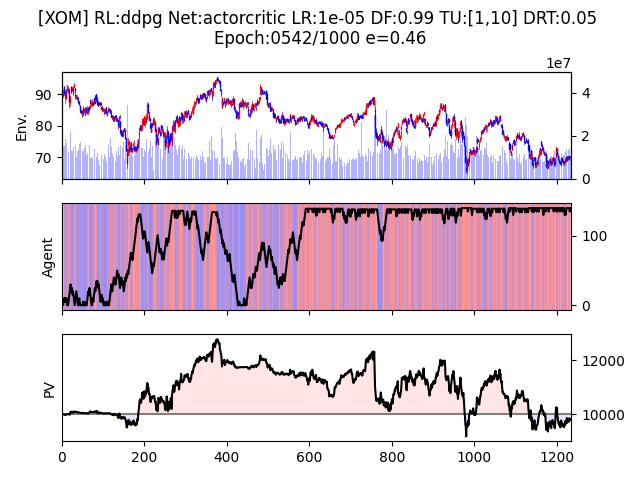 [XOM] RL:ddpg Net:actorcritic LR:1e-05 DF:0.99 TU:[1,10] DRT:0.05
Epoch:0542/1000 e=0.46
1e7
90
80
70
Env.
4
2
0
Agent
100
0
PV
12000
10000
0 200 400 600 800 1000 1200